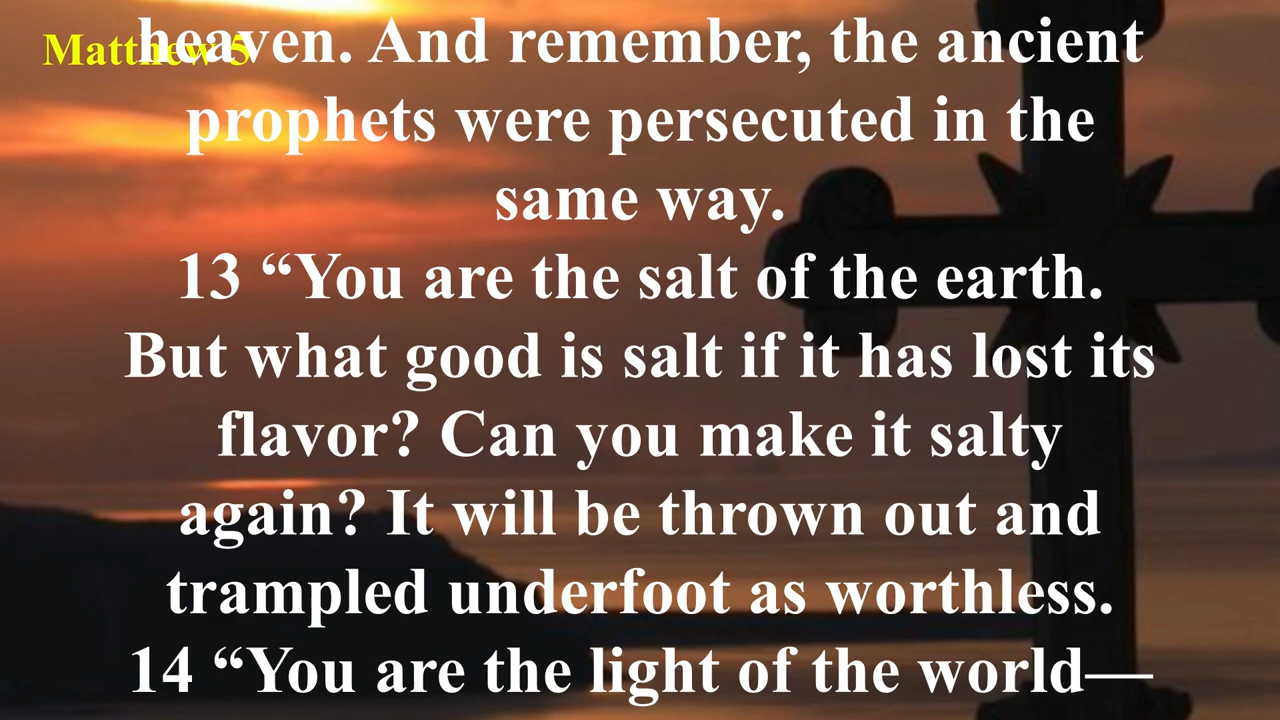 Matthew 5
heaven. And remember, the ancient
prophets were persecuted in the
same way.
13 “You are the salt of the earth.
But what good is salt if it has lost its
flavor? Can you make it salty
again? It will be thrown out and
trampled underfoot as worthless.
14 “You are the light of the world—